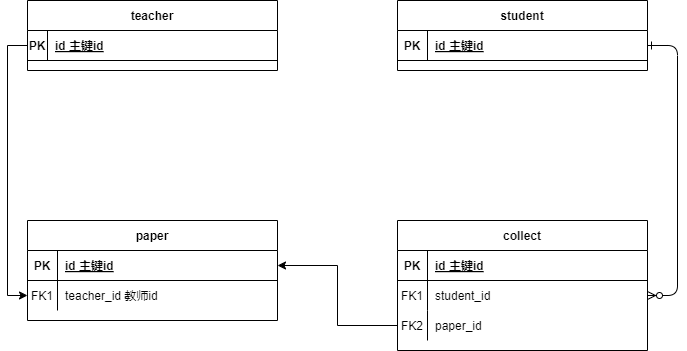 teacher
PK id 主键id
student
PK id 主键id
paper
PK id 主键id
FK1 teacher_id 教师id
collect
PK id 主键id
FK1 student_id
FK2 paper_id